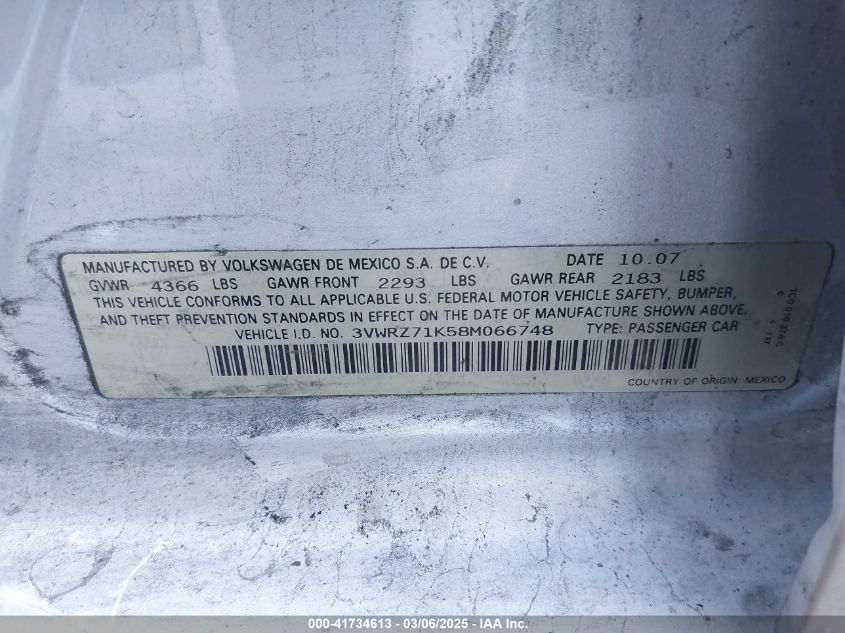 MANUFACTURED BY VOLKSWAGEN DE MEXICO S.A. DE C.V. DATE 10.07
GVWR 4366 LBS GAWR FRONT 2293 LBS GAWR REAR 2183 LBS
THIS VEHICLE CONFORMS TO ALL APPLICABLE U.S. FEDERAL MOTOR VEHICLE SAFETY, BUMPER,
AND THEFT PREVENTION STANDARDS IN EFFECT ON THE DATE OF MANUFACTURE SHOWN ABOVE.
VEHICLE I.D. NO. 3VWRZ71K58M066748 TYPE: PASSENGER CAR
COUNTRY OF ORIGIN: MEXICO
1C0 010 374 C
000-41734613 - 03/06/2025 - IAA Inc.